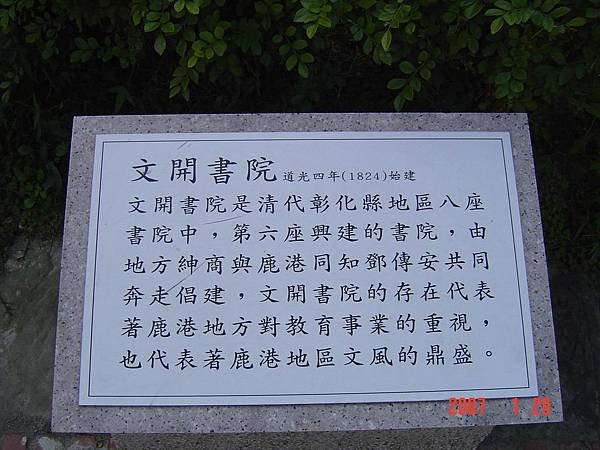 文開書院 道光四年(1824)始建
文開書院是清代彰化縣地區八座
書院中，第六座興建的書院，由
地方紳商與鹿港同知鄧傳安共同
奔走倡建，文開書院的存在代表
著鹿港地方對教育事業的重視，
也代表著鹿港地區文風的鼎盛。
2007 1 20